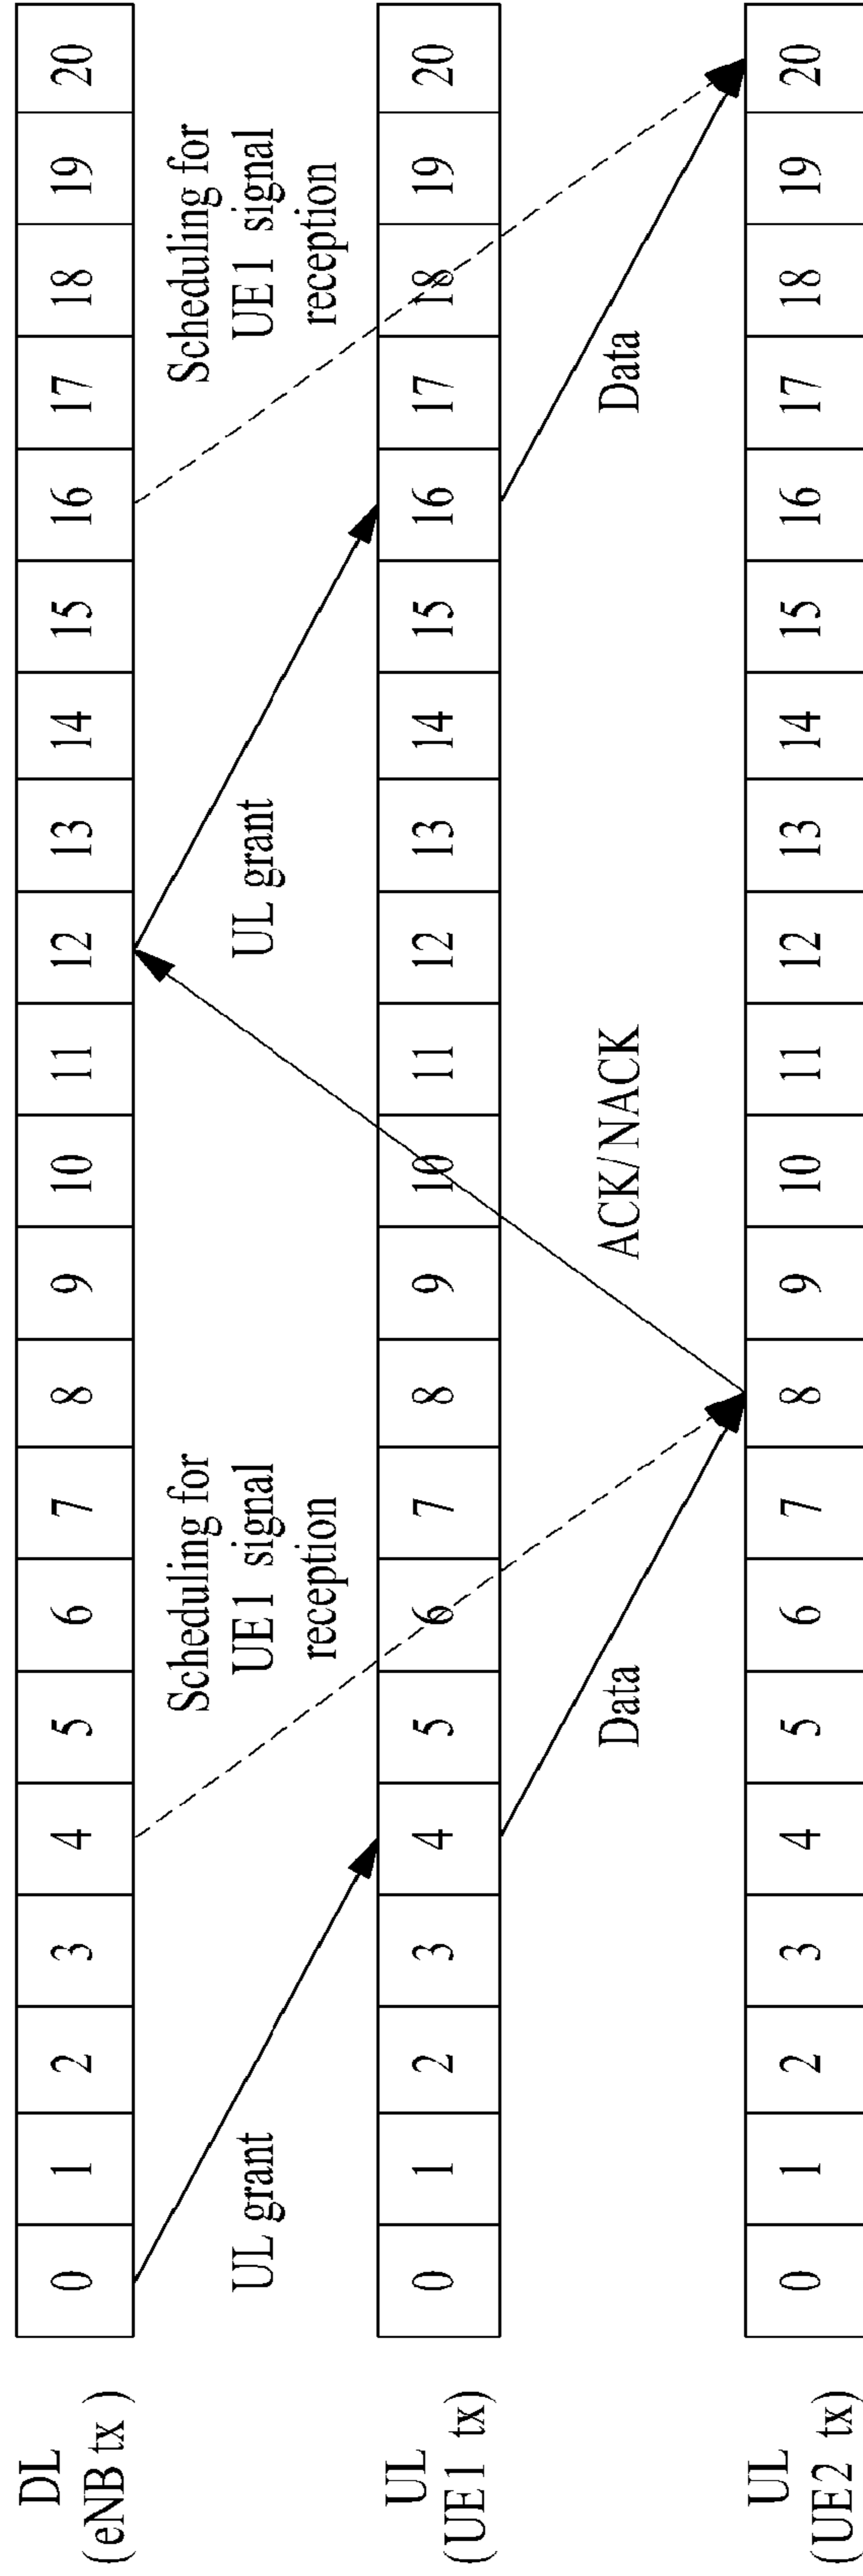 DL
(eNB tx )
0 1 2 3 4 5 6 7 8 9 10 11 12 13 14 15 16 17 18 19 20
UL grant
Scheduling for
UE1 signal
reception
UL grant
Scheduling for
UE1 signal
reception
UL
(UE1 tx)
0 1 2 3 4 5 6 7 8 9 10 11 12 13 14 15 16 17 18 19 20
Data
ACK/NACK
Data
UL
(UE2 tx)
0 1 2 3 4 5 6 7 8 9 10 11 12 13 14 15 16 17 18 19 20